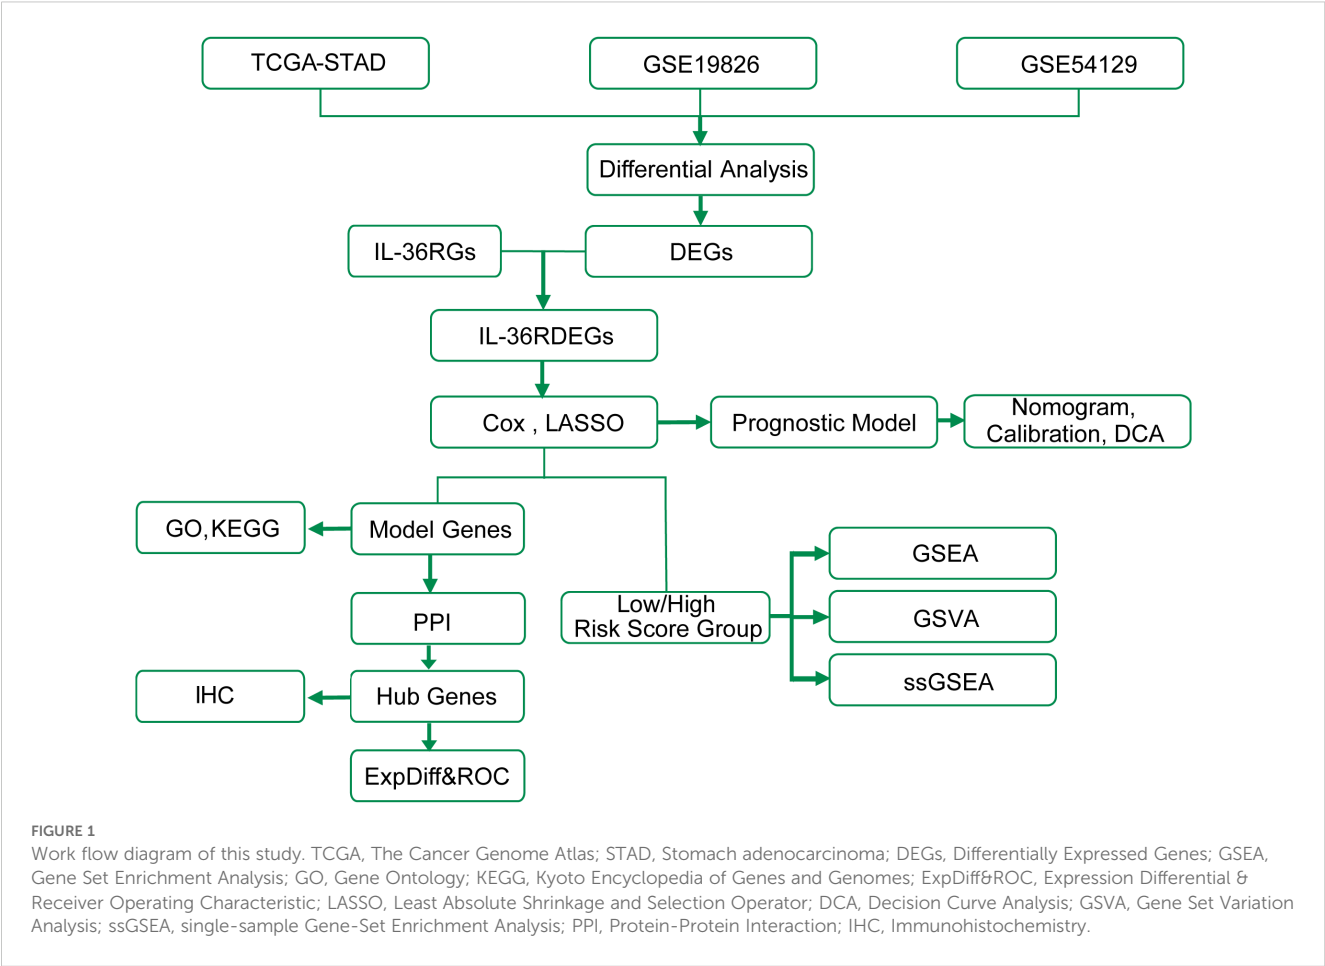 TCGA-STAD
GSE19826
GSE54129
Differential Analysis
IL-36RGs
DEGs
IL-36RDEGs
Cox , LASSO
Prognostic Model
Nomogram,
Calibration, DCA
GO,KEGG
Model Genes
GSEA
Low/High
Risk Score Group
PPI
GSVA
IHC
Hub Genes
ssGSEA
ExpDiff&ROC
FIGURE 1
Work flow diagram of this study. TCGA, The Cancer Genome Atlas; STAD, Stomach adenocarcinoma; DEGs, Differentially Expressed Genes; GSEA,
Gene Set Enrichment Analysis; GO, Gene Ontology; KEGG, Kyoto Encyclopedia of Genes and Genomes; ExpDiff&ROC, Expression Differential &
Receiver Operating Characteristic; LASSO, Least Absolute Shrinkage and Selection Operator; DCA, Decision Curve Analysis; GSVA, Gene Set Variation
Analysis; ssGSEA, single-sample Gene-Set Enrichment Analysis; PPI, Protein-Protein Interaction; IHC, Immunohistochemistry.